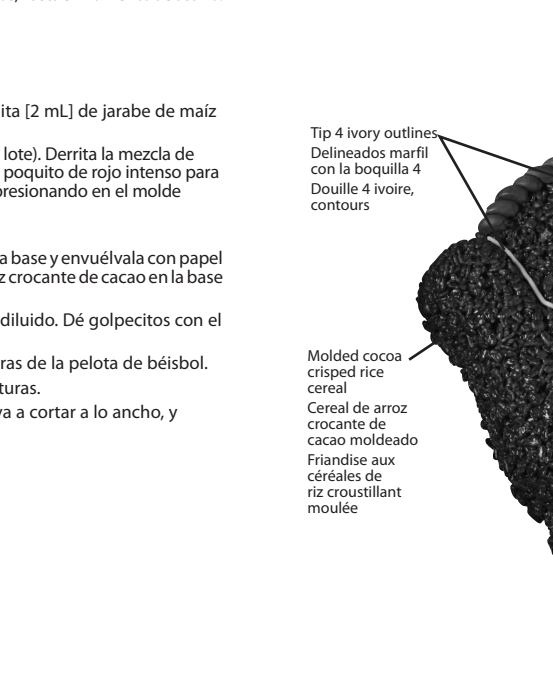 ita [2 mL] de jarabe de maíz
lote). Derrita la mezcla de
poquito de rojo intenso para
presionando en el molde
a base y envuélvala con papel
z crocante de cacao en la base
diluido. Dé golpecitos con el
ras de la pelota de béisbol.
turas.
va a cortar a lo ancho, y
Tip 4 ivory outlines
Delineados marfil
con la boquilla 4
Douille 4 ivoire,
contours
Molded cocoa
crisped rice
cereal
Cereal de arroz
crocante de
cacao moldeado
Friandise aux
céréales de
riz croustillant
moulée